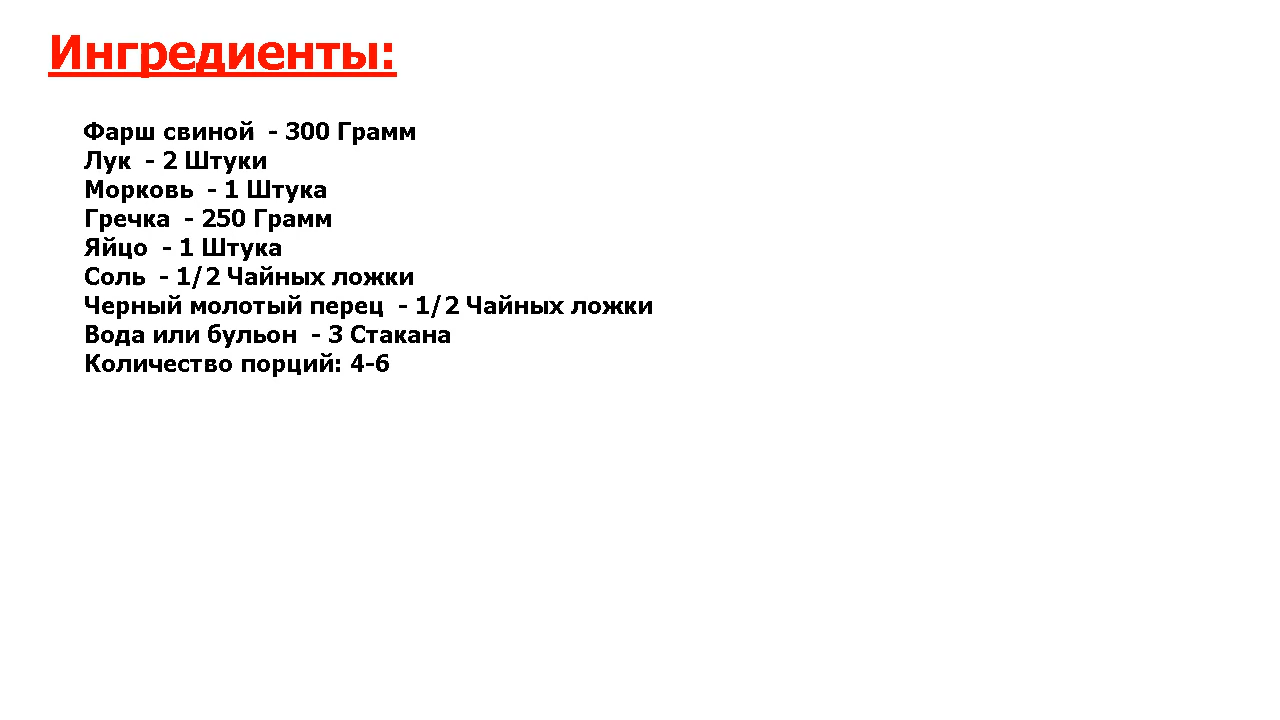 Ингредиенты:
Фарш свиной  - 300 Грамм
Лук  - 2 Штуки
Морковь  - 1 Штука
Гречка  - 250 Грамм
Яйцо  - 1 Штука
Соль  - 1/2 Чайных ложки
Черный молотый перец  - 1/2 Чайных ложки
Вода или бульон  - 3 Стакана
Количество порций: 4-6